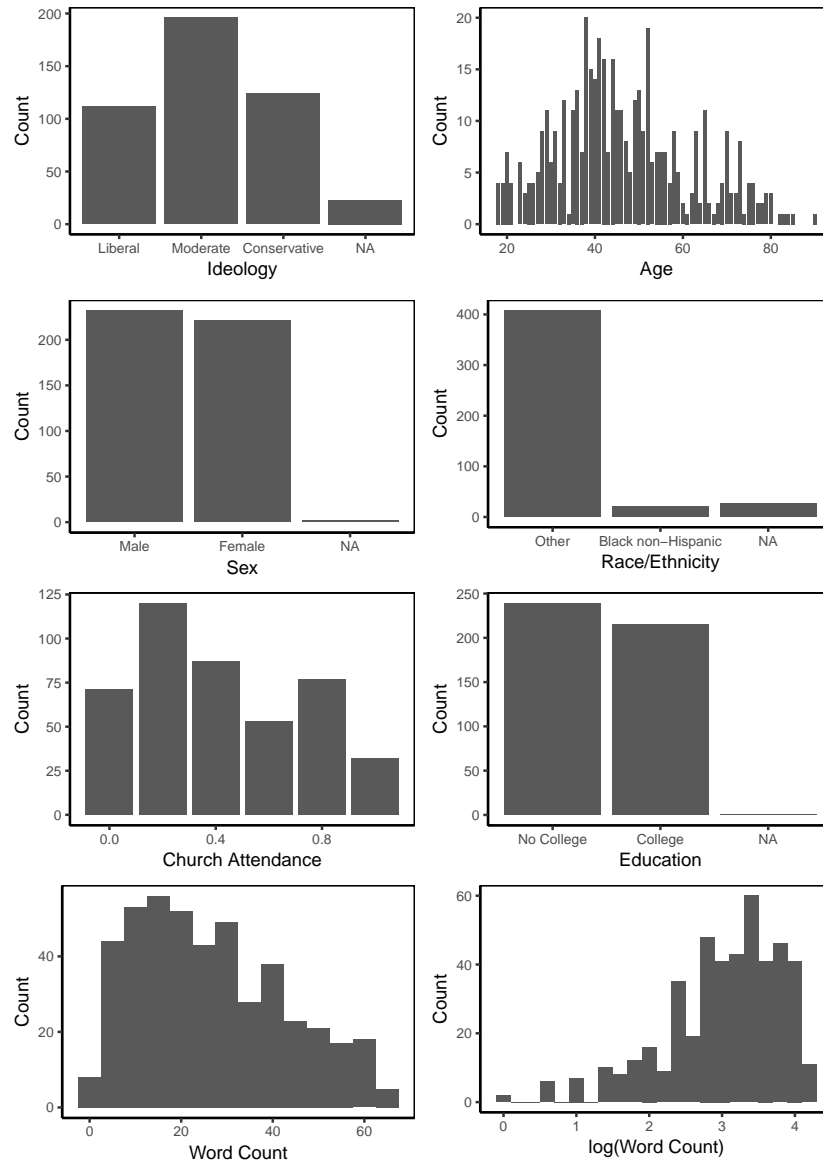 200
150
100
50
0
Count
Liberal Moderate Conservative NA
Ideology
20
15
10
5
0
Count
20 40 60 80
Age
200
150
100
50
0
Count
Male Female NA
Sex
400
300
200
100
0
Count
Other Black non−Hispanic NA
Race/Ethnicity
125
100
75
50
25
0
Count
0.0 0.4 0.8
Church Attendance
250
200
150
100
50
0
Count
No College College NA
Education
40
20
0
Count
0 20 40 60
Word Count
60
40
20
0
Count
0 1 2 3 4
log(Word Count)